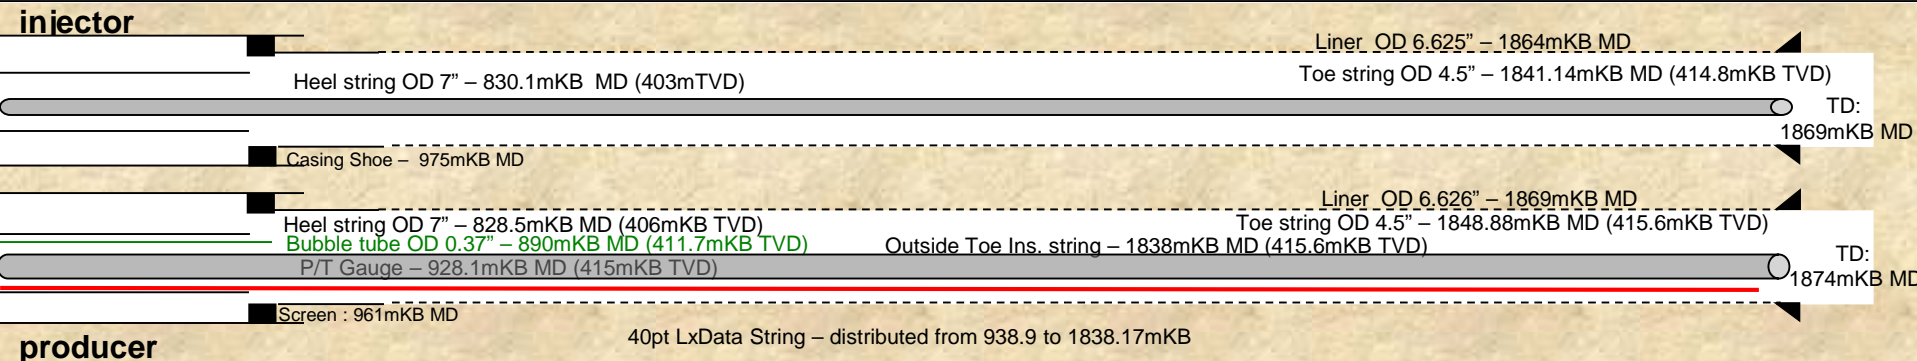 injector
Liner OD 6.625” – 1864mKB MD
Heel string OD 7” – 830.1mKB MD (403mTVD)
Toe string OD 4.5” – 1841.14mKB MD (414.8mKB TVD)
TD:
1869mKB MD
Casing Shoe – 975mKB MD
Liner OD 6.626” – 1869mKB MD
Heel string OD 7” – 828.5mKB MD (406mKB TVD)
Toe string OD 4.5” – 1848.88mKB MD (415.6mKB TVD)
Bubble tube OD 0.37” – 890mKB MD (411.7mKB TVD)
Outside Toe Ins. string – 1838mKB MD (415.6mKB TVD)
P/T Gauge – 928.1mKB MD (415mKB TVD)
TD:
1874mKB MD
Screen : 961mKB MD
40pt LxData String – distributed from 938.9 to 1838.17mKB
producer